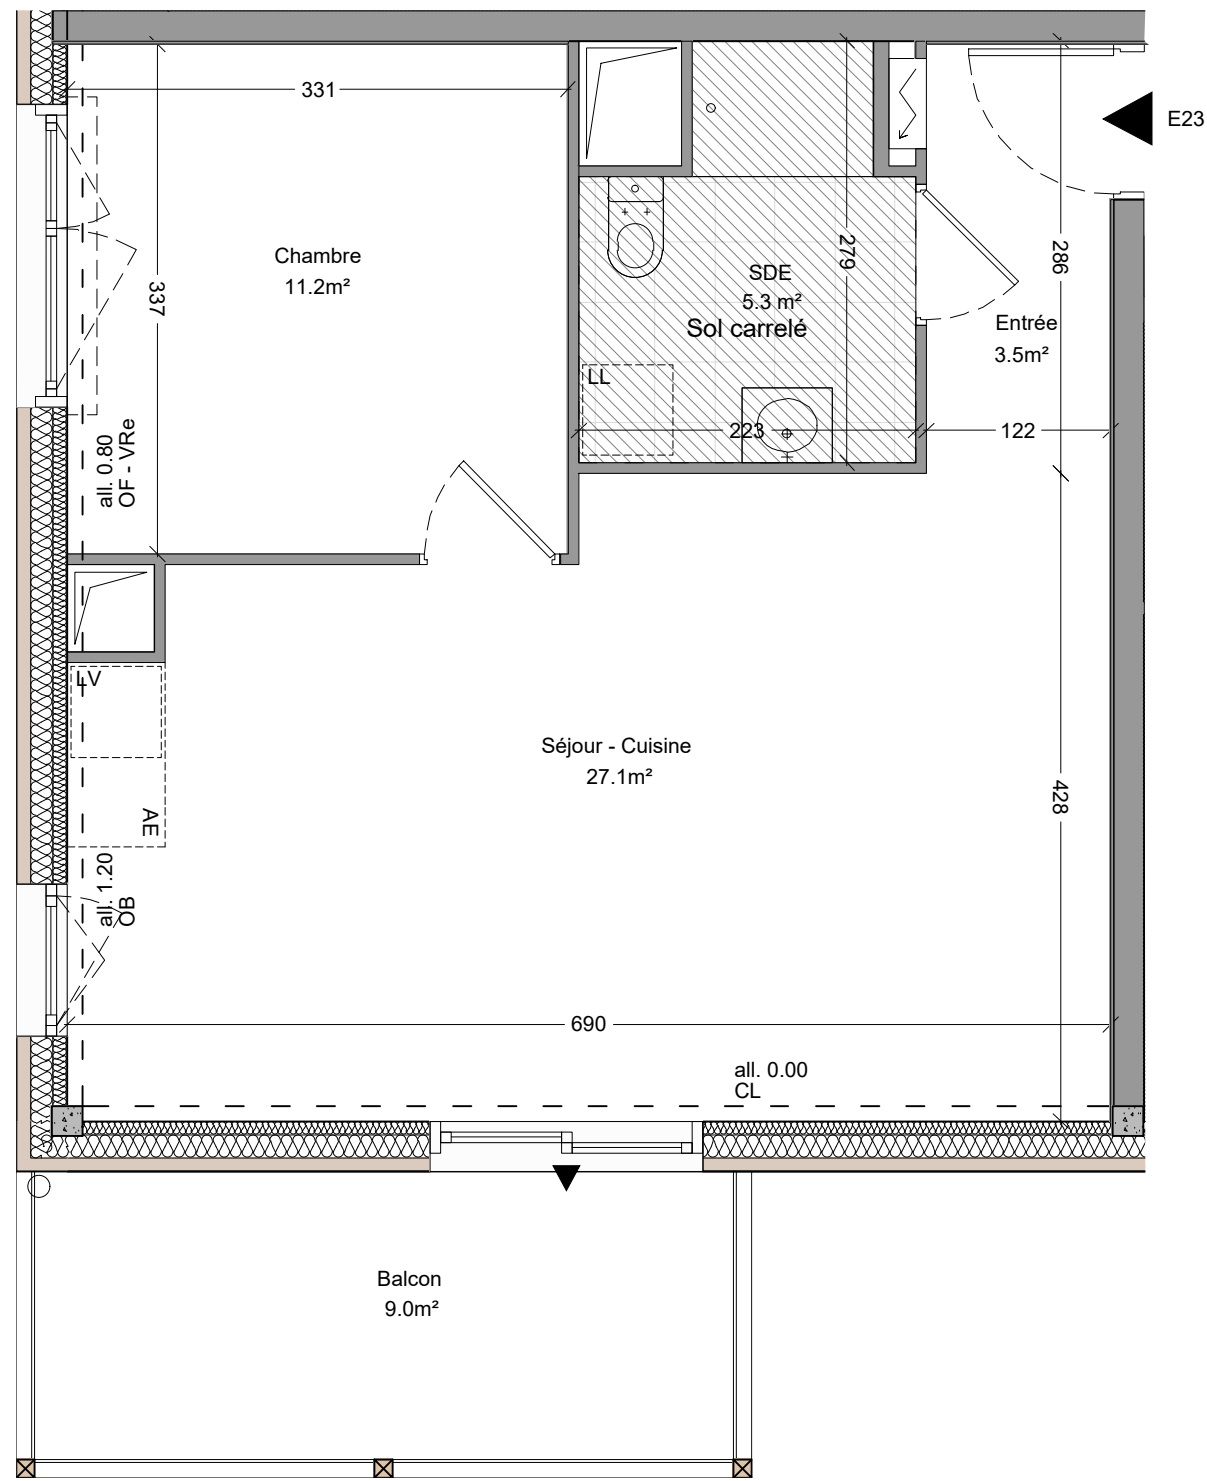 331
E23
Chambre
11.2m²
337
279
286
SDE
5.3 m²
Sol carrelé
Entrée
3.5m²
LL
223
122
all. 0.80
OF - VRe
LV
Séjour - Cuisine
27.1m²
AE
428
all. 1.20
OB
690
all. 0.00
CL
Balcon
9.0m²